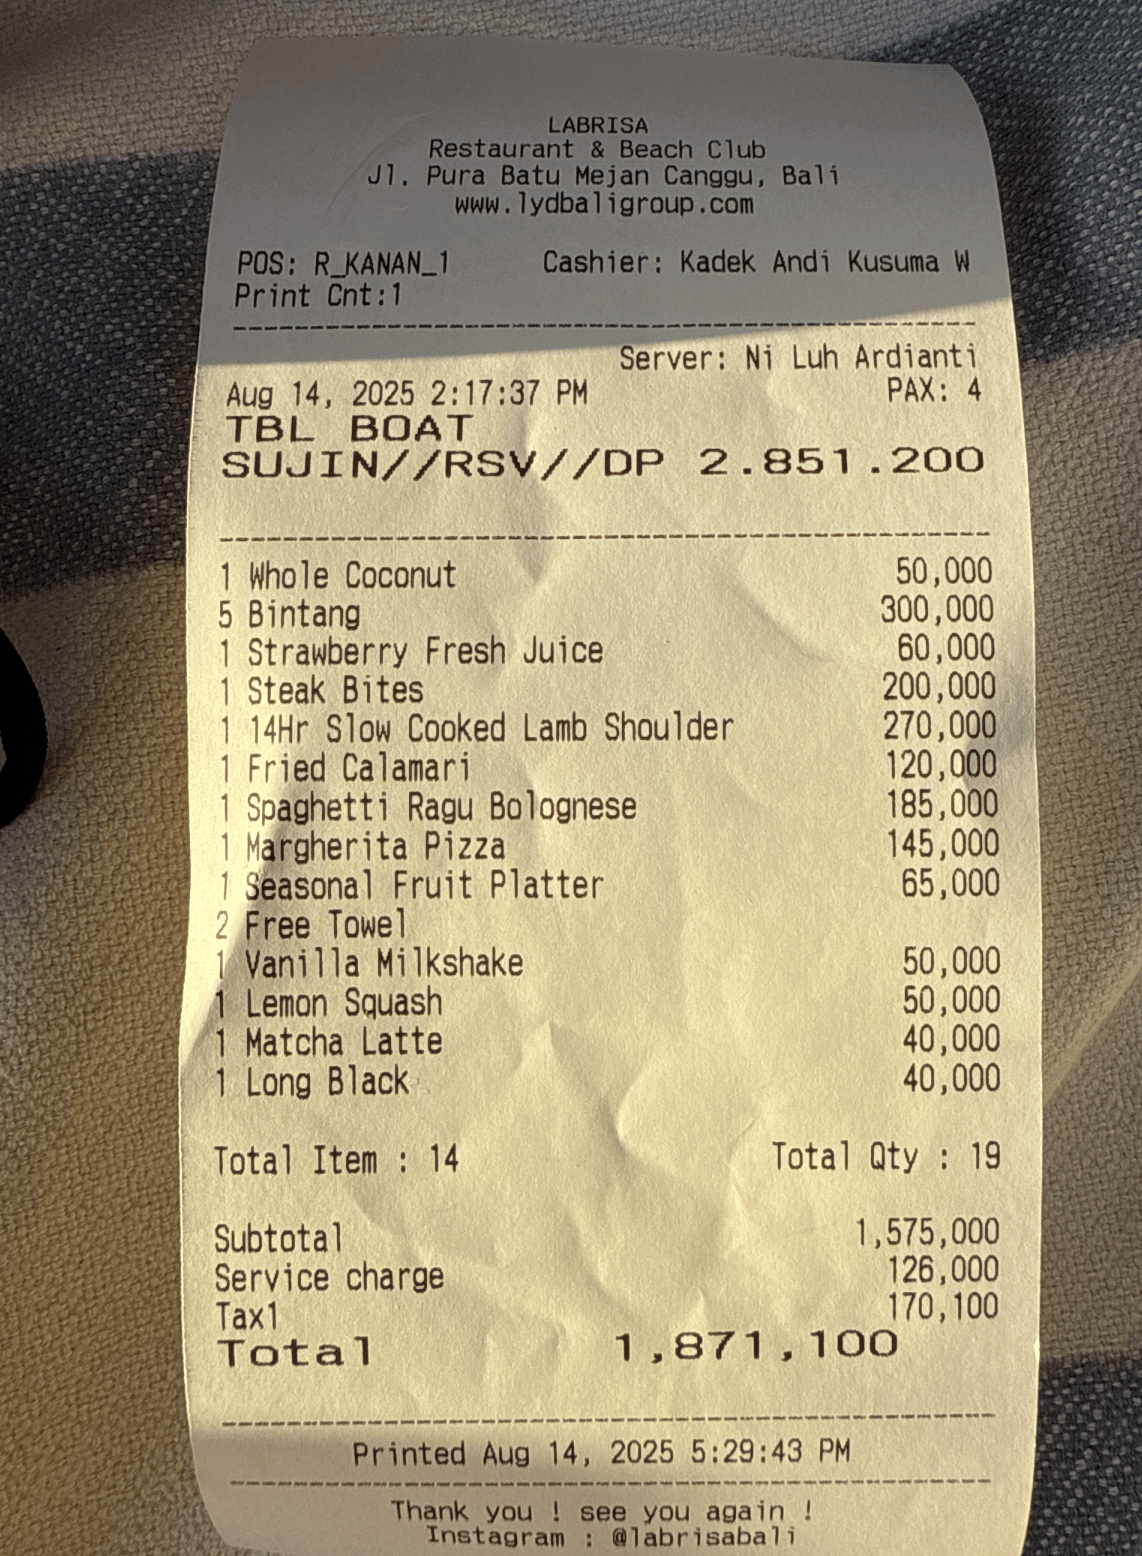 LABRISA
Restaurant & Beach Club
Jl. Pura Batu Mejan Canggu, Bali
www.lydbaligroup.com
POS: R_KANAN_1 Cashier: Kadek Andi Kusuma W
Print Cnt:1
Server: Ni Luh Ardianti
Aug 14, 2025 2:17:37 PM PAX: 4
TBL BOAT
SUJIN//RSV//DP 2.851.200
1 Whole Coconut 50,000
5 Bintang 300,000
1 Strawberry Fresh Juice 60,000
1 Steak Bites 200,000
1 14Hr Slow Cooked Lamb Shoulder 270,000
1 Fried Calamari 120,000
1 Spaghetti Ragu Bolognese 185,000
1 Margherita Pizza 145,000
1 Seasonal Fruit Platter 65,000
2 Free Towel
1 Vanilla Milkshake 50,000
1 Lemon Squash 50,000
1 Matcha Latte 40,000
1 Long Black 40,000
Total Item : 14 Total Qty : 19
Subtotal 1,575,000
Service charge 126,000
Tax1 170,100
Total 1,871,100
Printed Aug 14, 2025 5:29:43 PM
Thank you ! see you again !
Instagram : @labrisabali